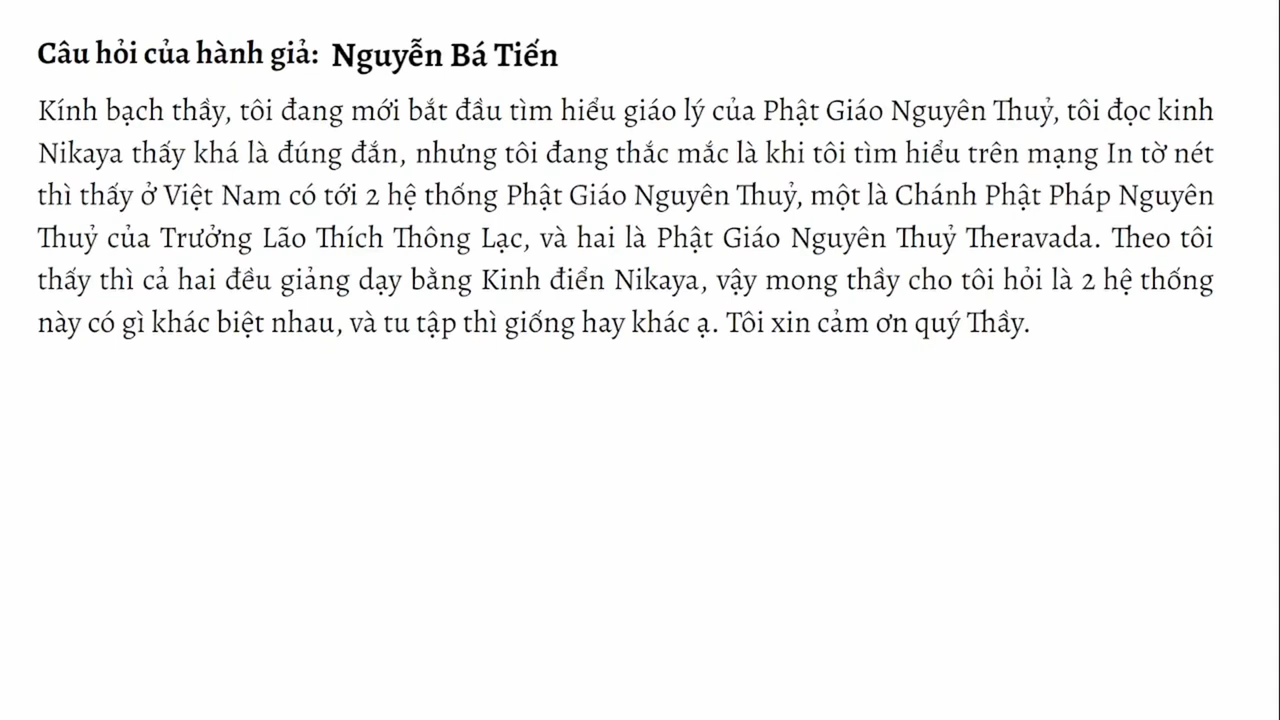 Câu hỏi của hành giả: Nguyễn Bá Tiến
Kính bạch thầy, tôi đang mới bắt đầu tìm hiểu giáo lý của Phật Giáo Nguyên Thuỷ, tôi đọc kinh
Nikaya thấy khá là đúng đắn, nhưng tôi đang thắc mắc là khi tôi tìm hiểu trên mạng In tờ nét
thì thấy ở Việt Nam có tới 2 hệ thống Phật Giáo Nguyên Thuỷ, một là Chánh Phật Pháp Nguyên
Thuỷ của Trưởng Lão Thích Thông Lạc, và hai là Phật Giáo Nguyên Thuỷ Theravada. Theo tôi
thấy thì cả hai đều giảng dạy bằng Kinh điển Nikaya, vậy mong thầy cho tôi hỏi là 2 hệ thống
này có gì khác biệt nhau, và tu tập thì giống hay khác ạ. Tôi xin cảm ơn quý Thầy.